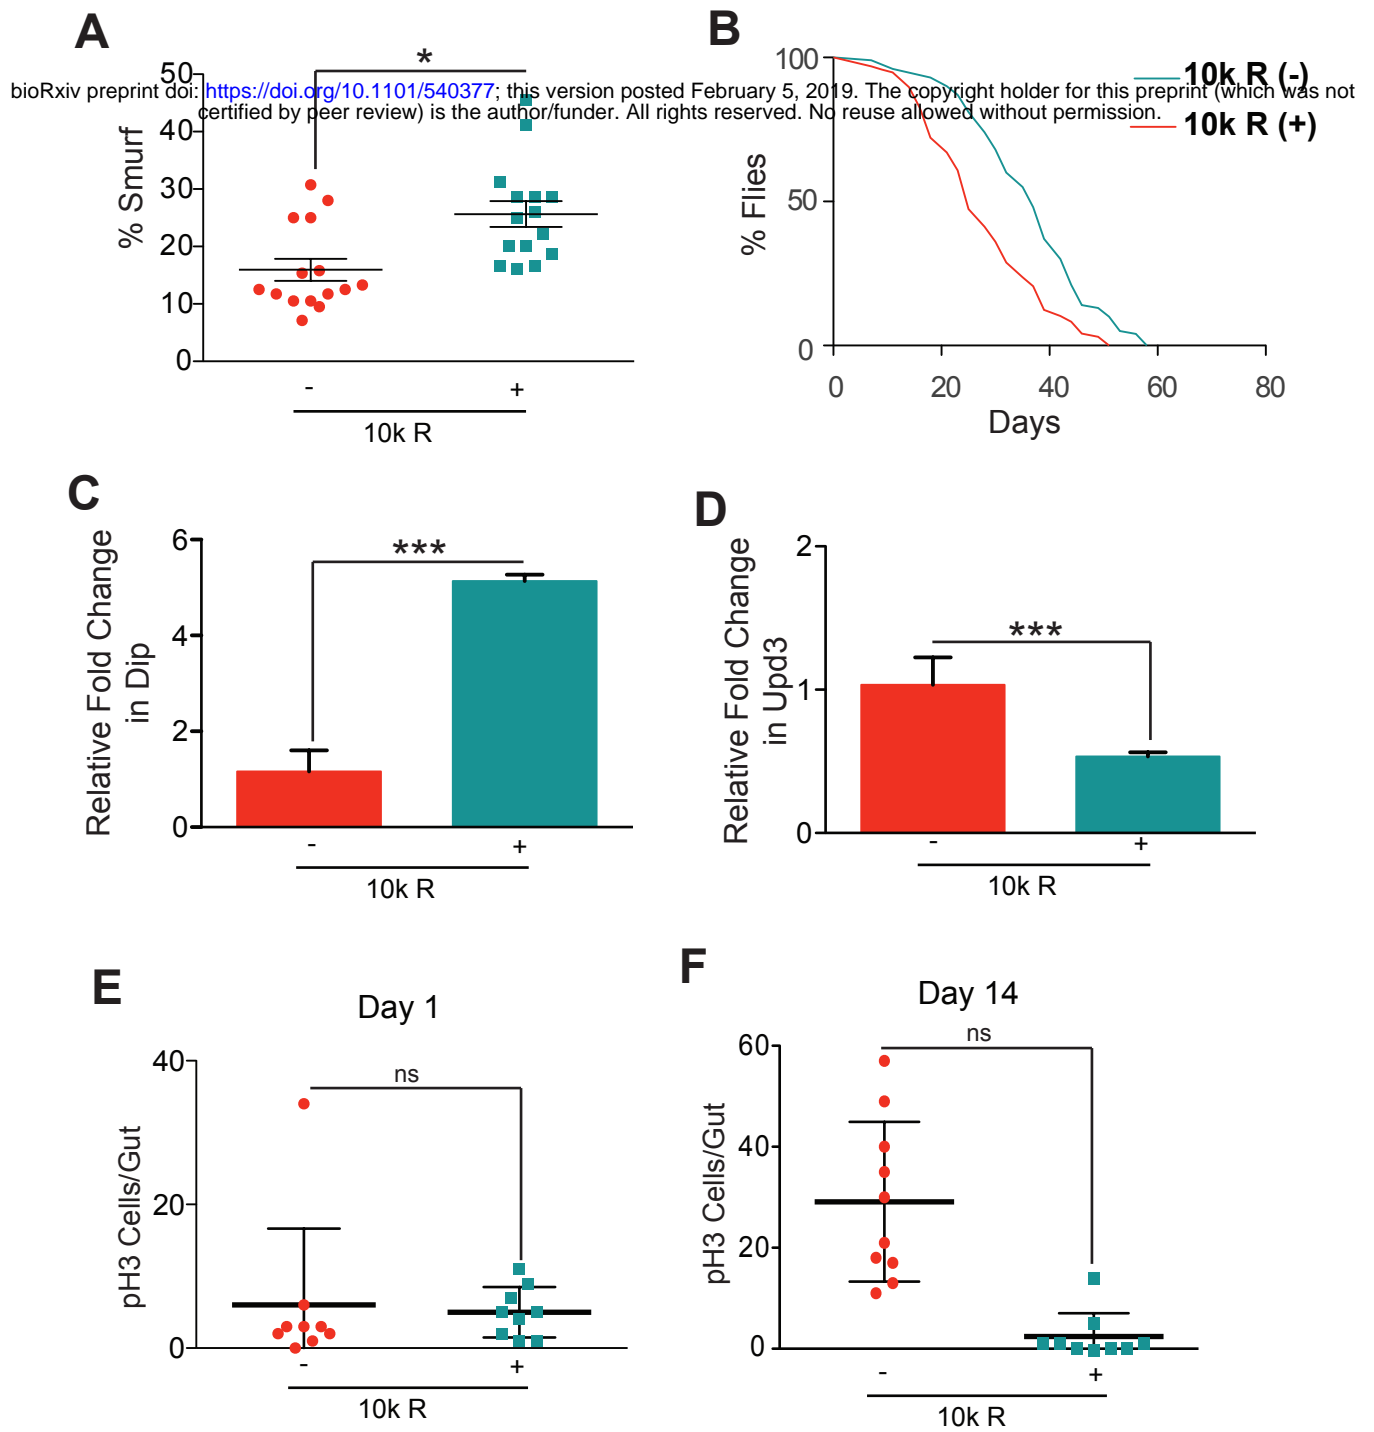 A
B
*
50
40
30
20
10
0
% Smurf
-
+
10k R
100
50
0
% Flies
0
20
40
60
80
Days
10k R (-)
10k R (+)
bioRxiv preprint doi: https://doi.org/10.1101/540377; this version posted February 5, 2019. The copyright holder for this preprint (which was not
certified by peer review) is the author/funder. All rights reserved. No reuse allowed without permission.
C
***
6
4
2
0
Relative Fold Change
in Dip
-
+
10k R
D
***
2
1
0
Relative Fold Change
in Upd3
-
+
10k R
E
Day 1
ns
40
20
0
pH3 Cells/Gut
-
+
10k R
F
Day 14
ns
60
40
20
0
pH3 Cells/Gut
-
+
10k R